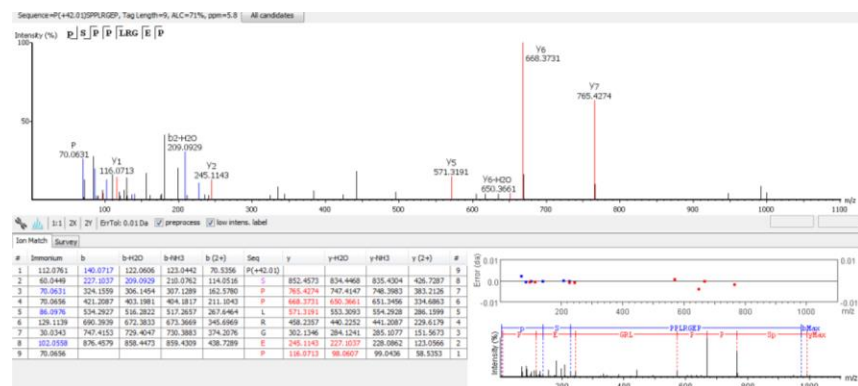 Sequence=P(+42.01)SPPLRGEP, Tag Length=9, ALC=71%, ppm=5.8 All candidates
Intensity (%) P S P P L R G E P
100
Y6
668.3731
Y7
765.4274
50
b2-H2O
209.0929
P
70.0631
Y1
116.0713
Y2
245.1143
Y5
571.3191
Y6-H2O
650.3661
100 200 300 400 500 600 700 800 900 1000 1100 m/z
1:1 2X 2Y ErrTol: 0.01 Da preprocess low intens. label
Ion Match Survey
# Immonium b b-H2O b-NH3 b (2+) Seq y y-H2O y-NH3 y (2+) #
1 112.0761 140.0717 122.0606 123.0442 70.5356 P(+42.01) 9
2 60.0449 227.1037 209.0929 210.0762 114.0516 S 852.4573 834.4468 835.4304 426.7287 8
3 70.0631 324.1559 306.1454 307.1289 162.5780 P 765.4274 747.4147 748.3983 383.2126 7
4 70.0656 421.2087 403.1981 404.1817 211.1043 P 668.3731 650.3661 651.3456 334.6863 6
5 86.0976 534.2927 516.2822 517.2657 267.6464 L 571.3191 553.3093 554.2928 286.1599 5
6 129.1139 690.3939 672.3833 673.3669 345.6969 R 458.2357 440.2252 441.2087 229.6179 4
7 30.0343 747.4153 729.4047 730.3883 374.2076 G 302.1346 284.1241 285.1077 151.5673 3
8 102.0558 876.4579 858.4473 859.4309 438.7289 E 245.1143 227.1037 228.0862 123.0566 2
9 70.0656 P 116.0713 98.0607 99.0436 58.5353 1
Error (da)
0.01
0.01
-0.00
-0.01
200 400 600 800 1000 m/z
Intensity (%)
P S PPLRGEP bMax
P E GRL P P Sp yMax
200 400 600 800 1000 m/z